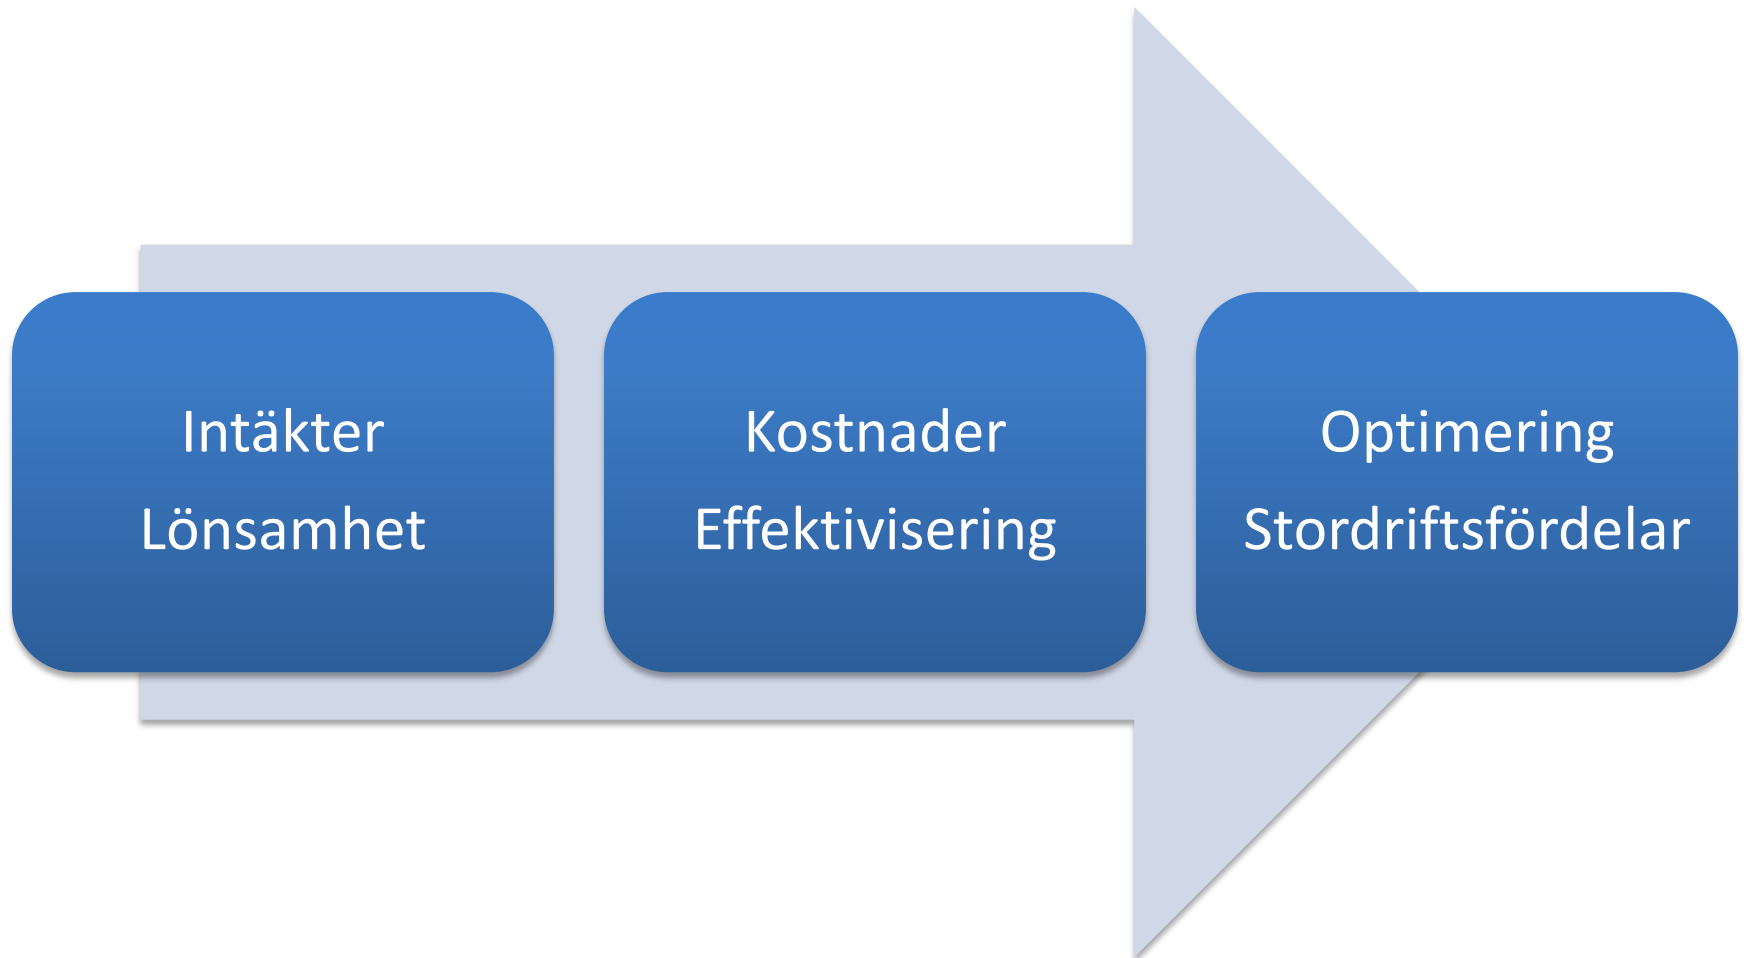 Intäkter
Lönsamhet
Kostnader
Effektivisering
Optimering
Stordriftsfördelar